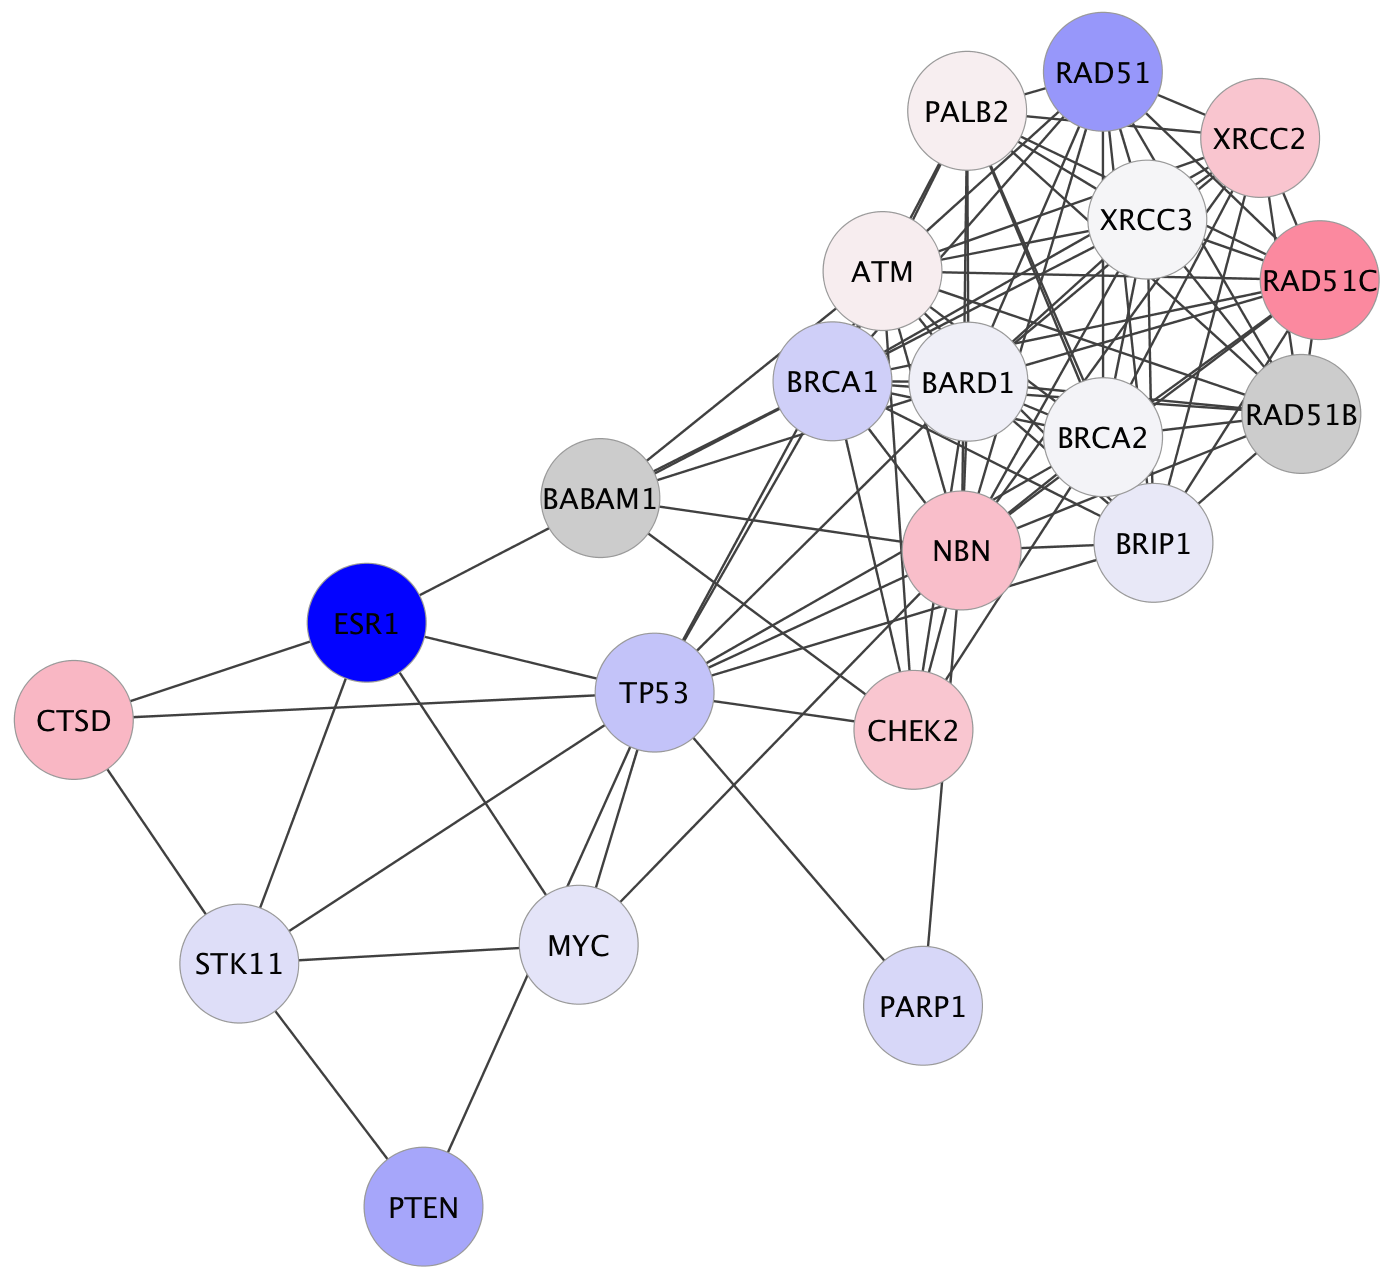 RAD51
PALB2
XRCC2
XRCC3
ATM
RAD51C
BRCA1
BARD1
RAD51B
BRCA2
BABAM1
BRIP1
NBN
ESR1
TP53
CTSD
CHEK2
MYC
STK11
PARP1
PTEN